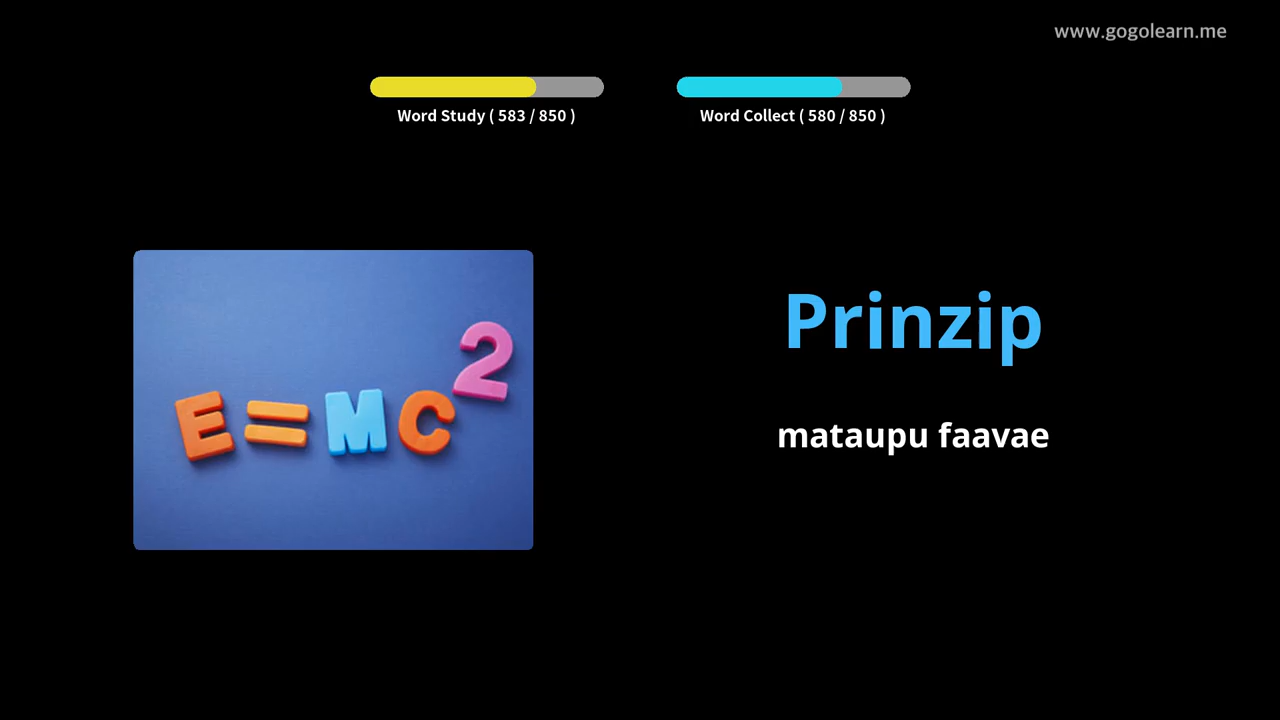 www.gogolearn.me
Word Study ( 583 / 850 )
Word Collect ( 580 / 850 )
E=MC2
Prinzip
mataupu faavae